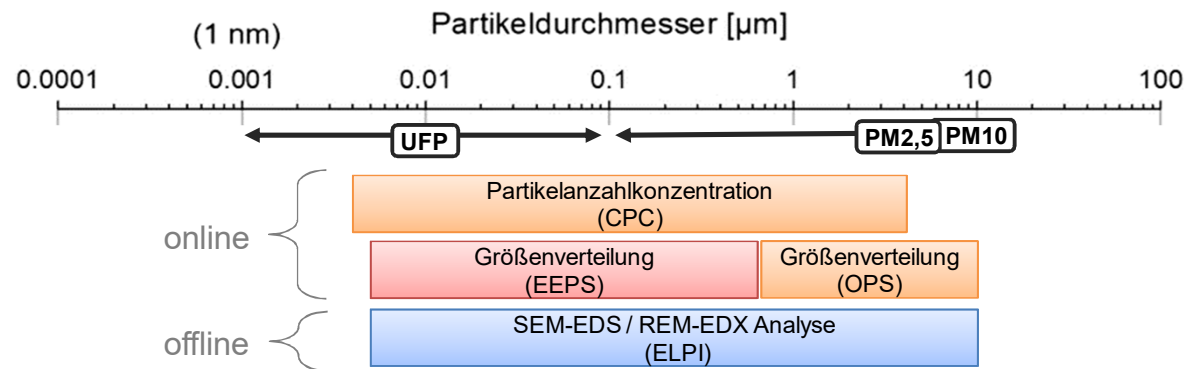 Partikeldurchmesser [µm]
(1 nm)
0.0001 0.001 0.01 0.1 1 10 100
UFP PM2,5 PM10
online
Partikelanzahlkonzentration
(CPC)
Größenverteilung
(EEPS)
Größenverteilung
(OPS)
offline
SEM-EDS / REM-EDX Analyse
(ELPI)